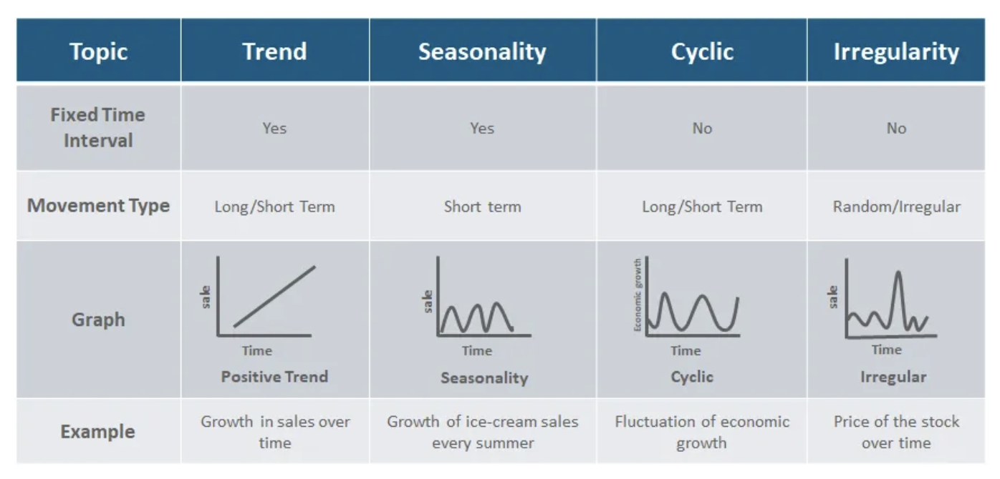 Topic
Trend
Seasonality
Cyclic
Irregularity
Fixed Time
Interval
Yes
Yes
No
No
Movement Type
Long/Short Term
Short term
Long/Short Term
Random/Irregular
Graph
sale
Time
Positive Trend
sale
Time
Seasonality
Economic growth
Time
Cyclic
sale
Time
Irregular
Example
Growth in sales over
time
Growth of ice-cream sales
every summer
Fluctuation of economic
growth
Price of the stock
over time